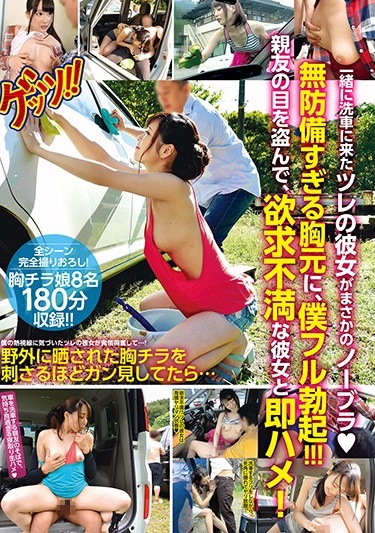 ゲッソ!!
一緒に洗車に来たツレの彼女がまさかのノーブラ♥
無防備すぎる胸元に、僕フル勃起!!!
親友の目を盗んで、欲求不満な彼女と即ハメ!
全シーン
完全撮りおろし!
胸チラ娘8名
180分
収録!!
僕の熱視線に気づいたツレの彼女が発情興奮して…!
野外に晒された胸チラを
刺さるほどガン見してたら…